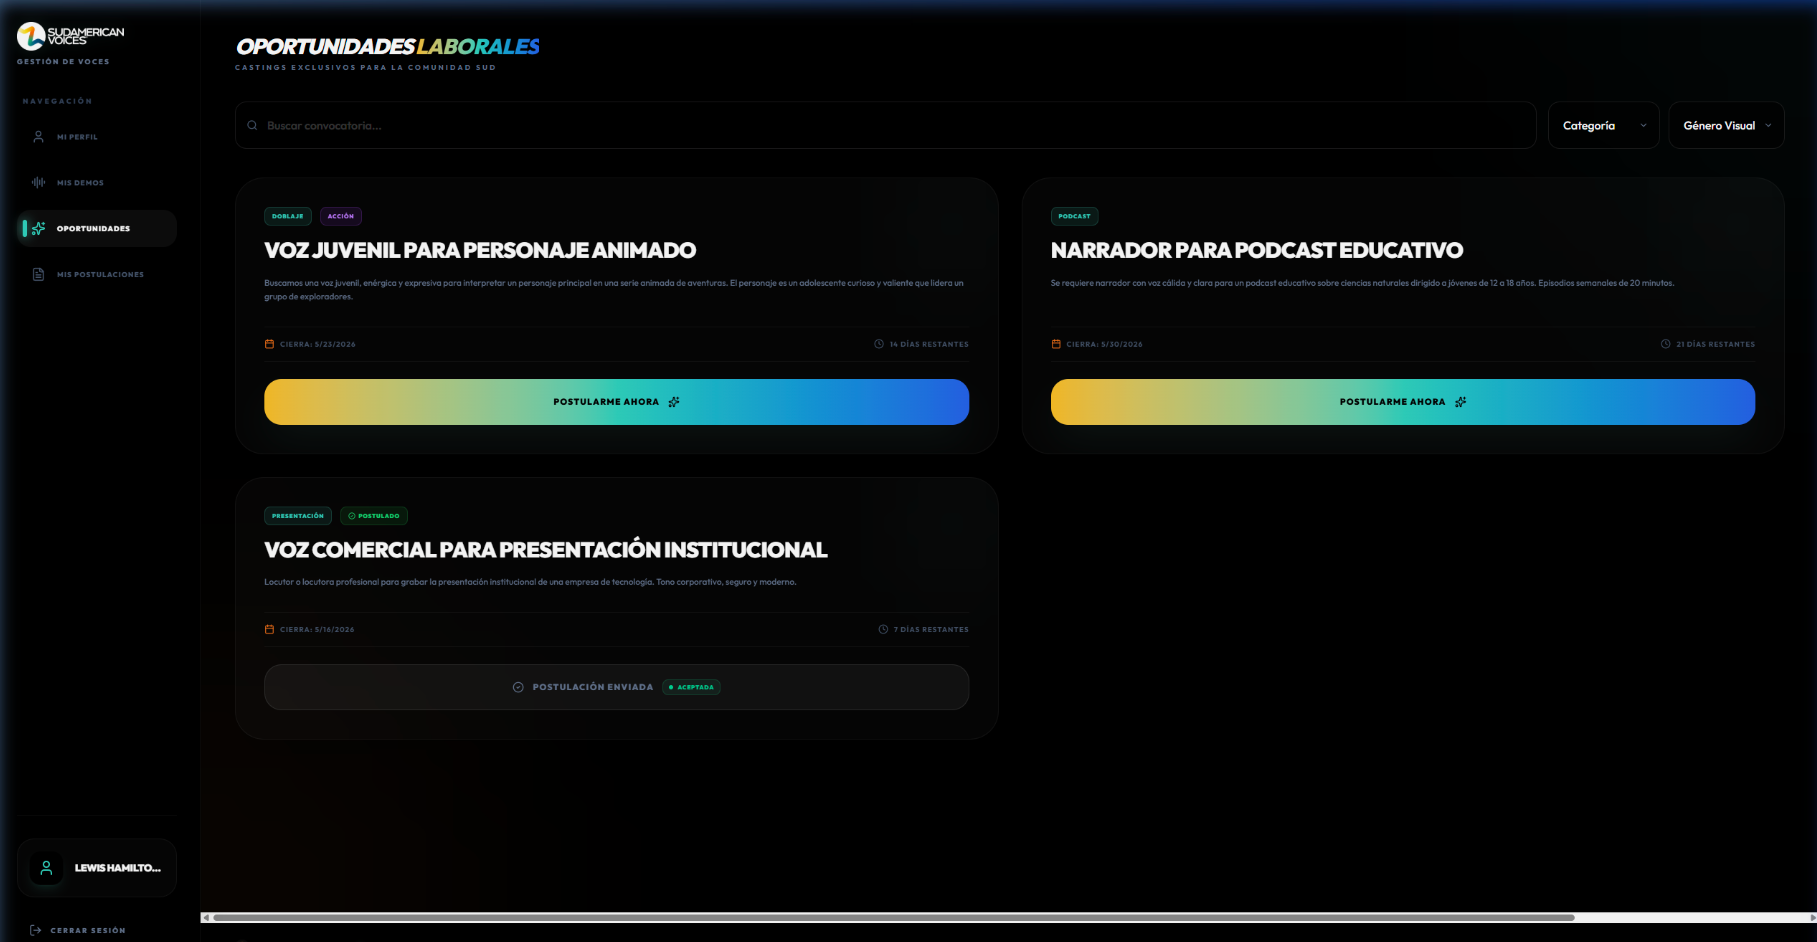 SUDAMERICAN
VOICES
GESTIÓN DE VOCES
NAVEGACIÓN
MI PERFIL
MIS DEMOS
OPORTUNIDADES
MIS POSTULACIONES
LEWIS HAMILTO...
CERRAR SESIÓN
OPORTUNIDADES LABORALES
CASTINGS EXCLUSIVOS PARA LA COMUNIDAD SUD
Buscar convocatoria...
Categoría
Género Visual
DOBLAJE ACCIÓN
VOZ JUVENIL PARA PERSONAJE ANIMADO
Buscamos una voz juvenil, enérgica y expresiva para interpretar un personaje principal en una serie animada de aventuras. El personaje es un adolescente curioso y valiente que lidera un
grupo de exploradores.
CIERRA: 5/23/2026 14 DÍAS RESTANTES
POSTULARME AHORA
PODCAST
NARRADOR PARA PODCAST EDUCATIVO
Se requiere narrador con voz cálida y clara para un podcast educativo sobre ciencias naturales dirigido a jóvenes de 12 a 18 años. Episodios semanales de 20 minutos.
CIERRA: 5/30/2026 21 DÍAS RESTANTES
POSTULARME AHORA
PRESENTACIÓN POSTULADO
VOZ COMERCIAL PARA PRESENTACIÓN INSTITUCIONAL
Locutor o locutora profesional para grabar la presentación institucional de una empresa de tecnología. Tono corporativo, seguro y moderno.
CIERRA: 5/16/2026 7 DÍAS RESTANTES
POSTULACIÓN ENVIADA ACEPTADA